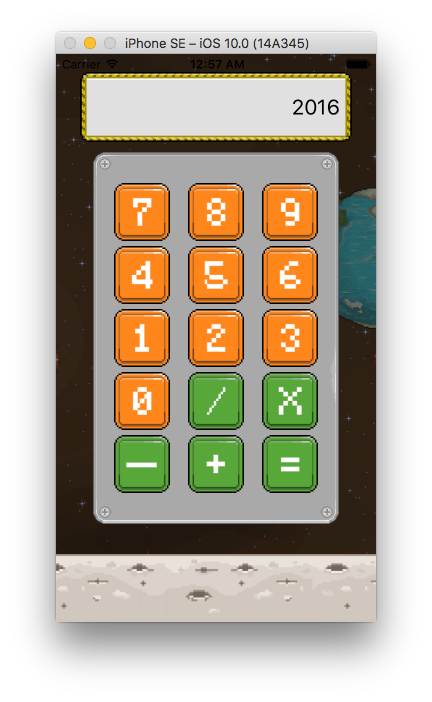 iPhone SE – iOS 10.0 (14A345)
Carrier 12:57 AM
2016
7 8 9
4 5 6
1 2 3
0 / X
— + =